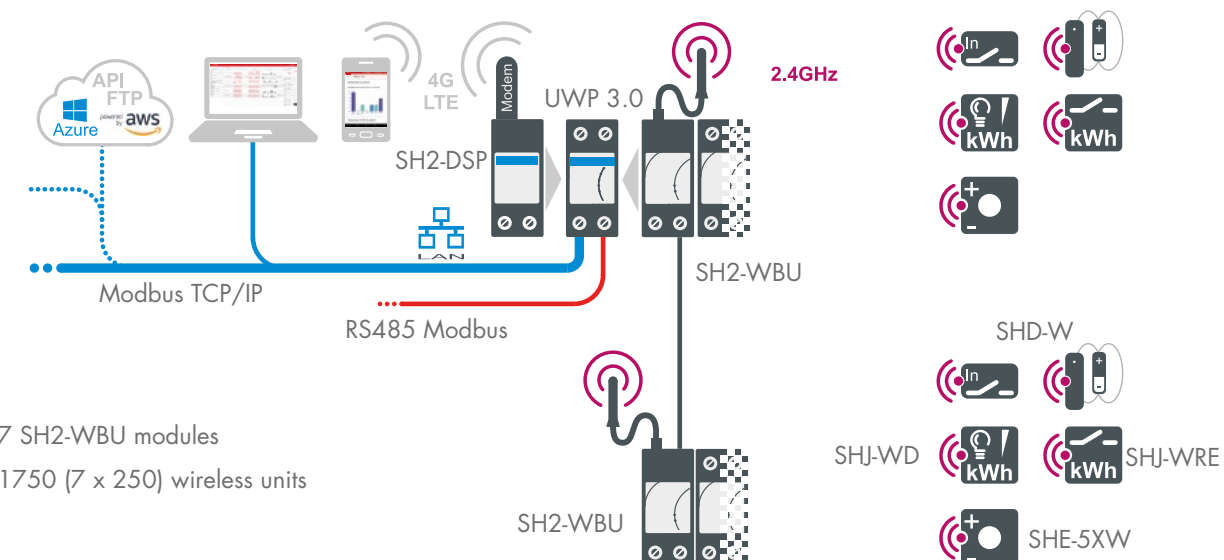 API
FTP
Azure
powered by aws
4G
LTE
Modem
UWP 3.0
2.4GHz
SH2-DSP
In
+
-
kWh
kWh
+
-
LAN
SH2-WBU
Modbus TCP/IP
RS485 Modbus
SHD-W
In
+
-
7 SH2-WBU modules
1750 (7 x 250) wireless units
SHJ-WD
kWh
kWh
SHJ-WRE
SH2-WBU
+
-
SHE-5XW